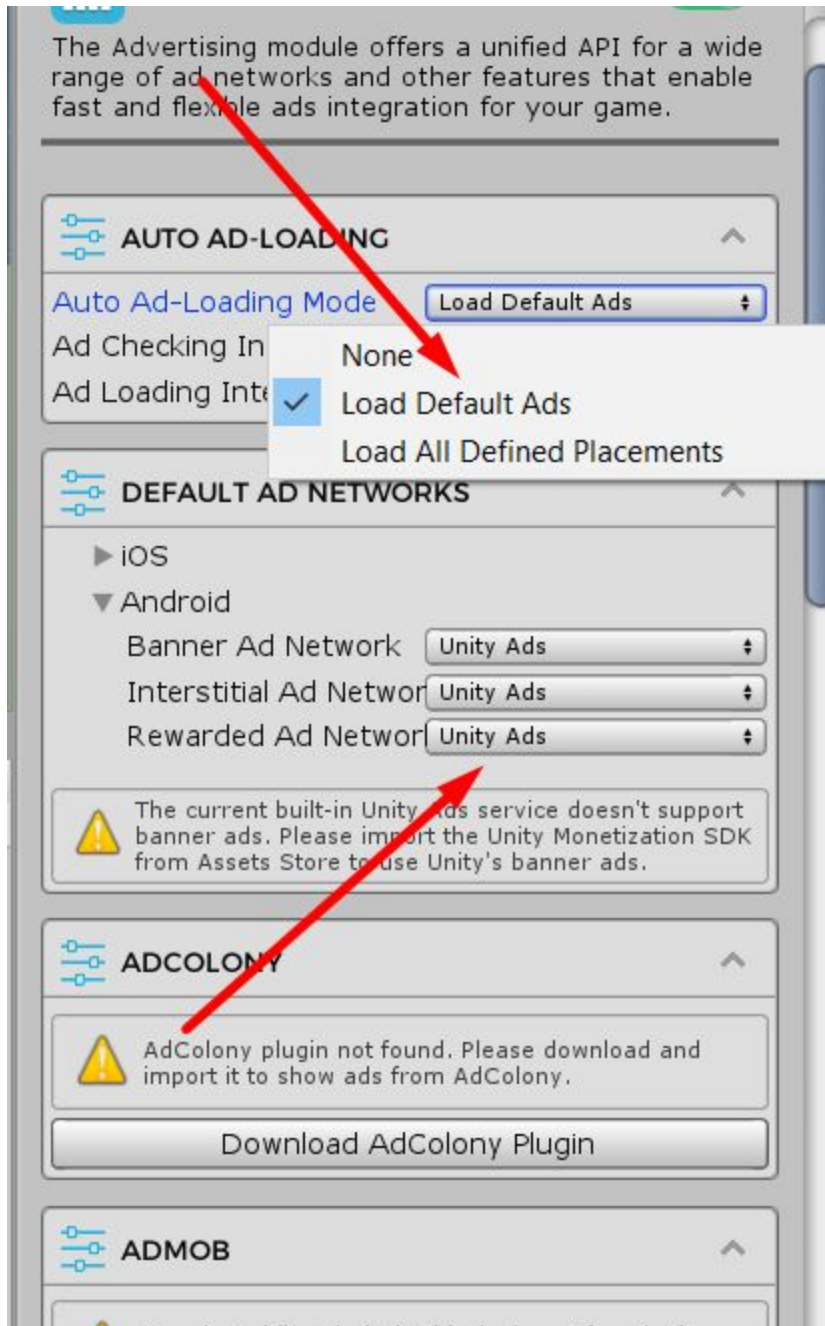 The Advertising module offers a unified API for a wide
range of ad networks and other features that enable
fast and flexible ads integration for your game.
AUTO AD-LOADING
Auto Ad-Loading Mode Load Default Ads
Ad Checking In
None
Ad Loading Inte
Load Default Ads
Load All Defined Placements
DEFAULT AD NETWORKS
iOS
Android
Banner Ad Network Unity Ads
Interstitial Ad Networ Unity Ads
Rewarded Ad Networ Unity Ads
The current built-in Unity Ads service doesn't support
banner ads. Please import the Unity Monetization SDK
from Assets Store to use Unity's banner ads.
ADCOLONY
AdColony plugin not found. Please download and
import it to show ads from AdColony.
Download AdColony Plugin
ADMOB